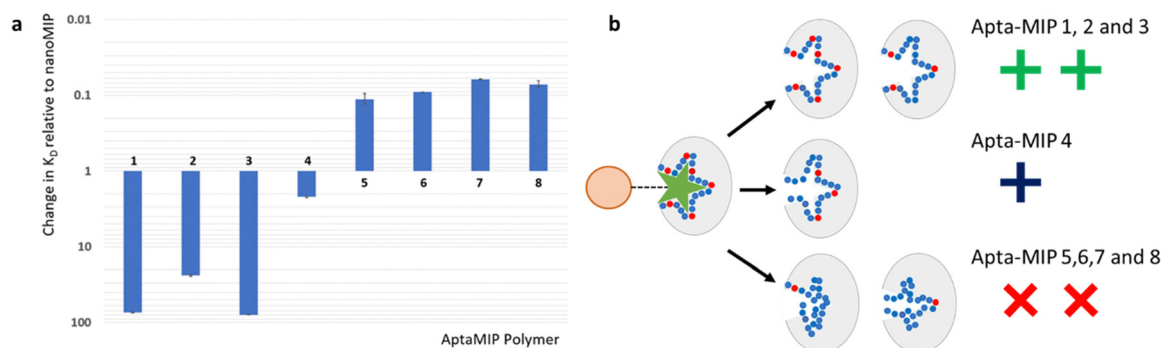 a
Change in KD relative to nanoMIP
0.01
0.1
1
10
100
1
2
3
4
5
6
7
8
AptaMIP Polymer
b
Apta-MIP 1, 2 and 3
Apta-MIP 4
Apta-MIP 5,6,7 and 8